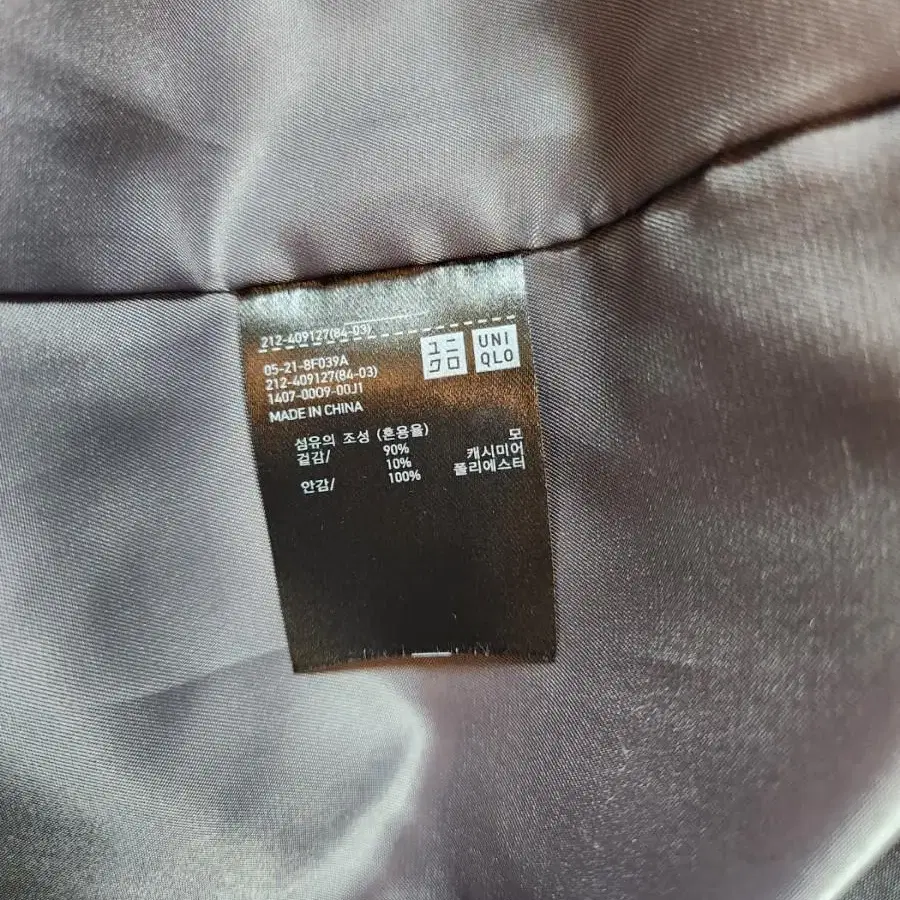 212-409127(84-03)
ユニクロ
UNIQLO
05-21-8F039A
212-409127(84-03)
1407-0009-00J1
MADE IN CHINA
섬유의 조성 (혼용율)
겉감/ 90% 모
10% 캐시미어
안감/ 100% 폴리에스터